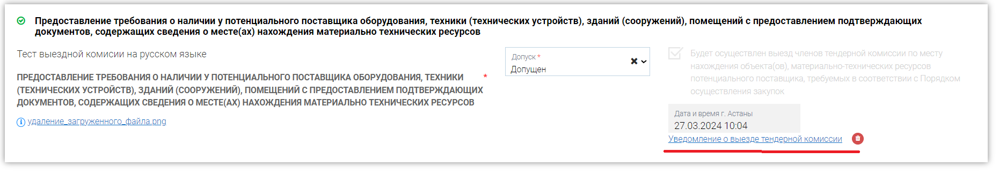 Предоставление требования о наличии у потенциального поставщика оборудования, техники (технических устройств), зданий (сооружений), помещений с предоставлением подтверждающих
документов, содержащих сведения о месте(ах) нахождения материально технических ресурсов
Тест выездной комисии на русском языке
ПРЕДОСТАВЛЕНИЕ ТРЕБОВАНИЯ О НАЛИЧИИ У ПОТЕНЦИАЛЬНОГО ПОСТАВЩИКА ОБОРУДОВАНИЯ, ТЕХНИКИ *
(ТЕХНИЧЕСКИХ УСТРОЙСТВ), ЗДАНИЙ (СООРУЖЕНИЙ), ПОМЕЩЕНИЙ С ПРЕДОСТАВЛЕНИЕМ ПОДТВЕРЖДАЮЩИХ
ДОКУМЕНТОВ, СОДЕРЖАЩИХ СВЕДЕНИЯ О МЕСТЕ(АХ) НАХОЖДЕНИЯ МАТЕРИАЛЬНО ТЕХНИЧЕСКИХ РЕСУРСОВ
удаление_загруженного_файла.png
Допуск *
Допущен
Будет осуществлен выезд членов тендерной комиссии по месту
нахождения объекта(ов), материально-технических ресурсов
потенциального поставщика, требуемых в соответствии с Порядком
осуществления закупок
Дата и время г. Астаны
27.03.2024 10:04
Уведомление о выезде тендерной комиссии